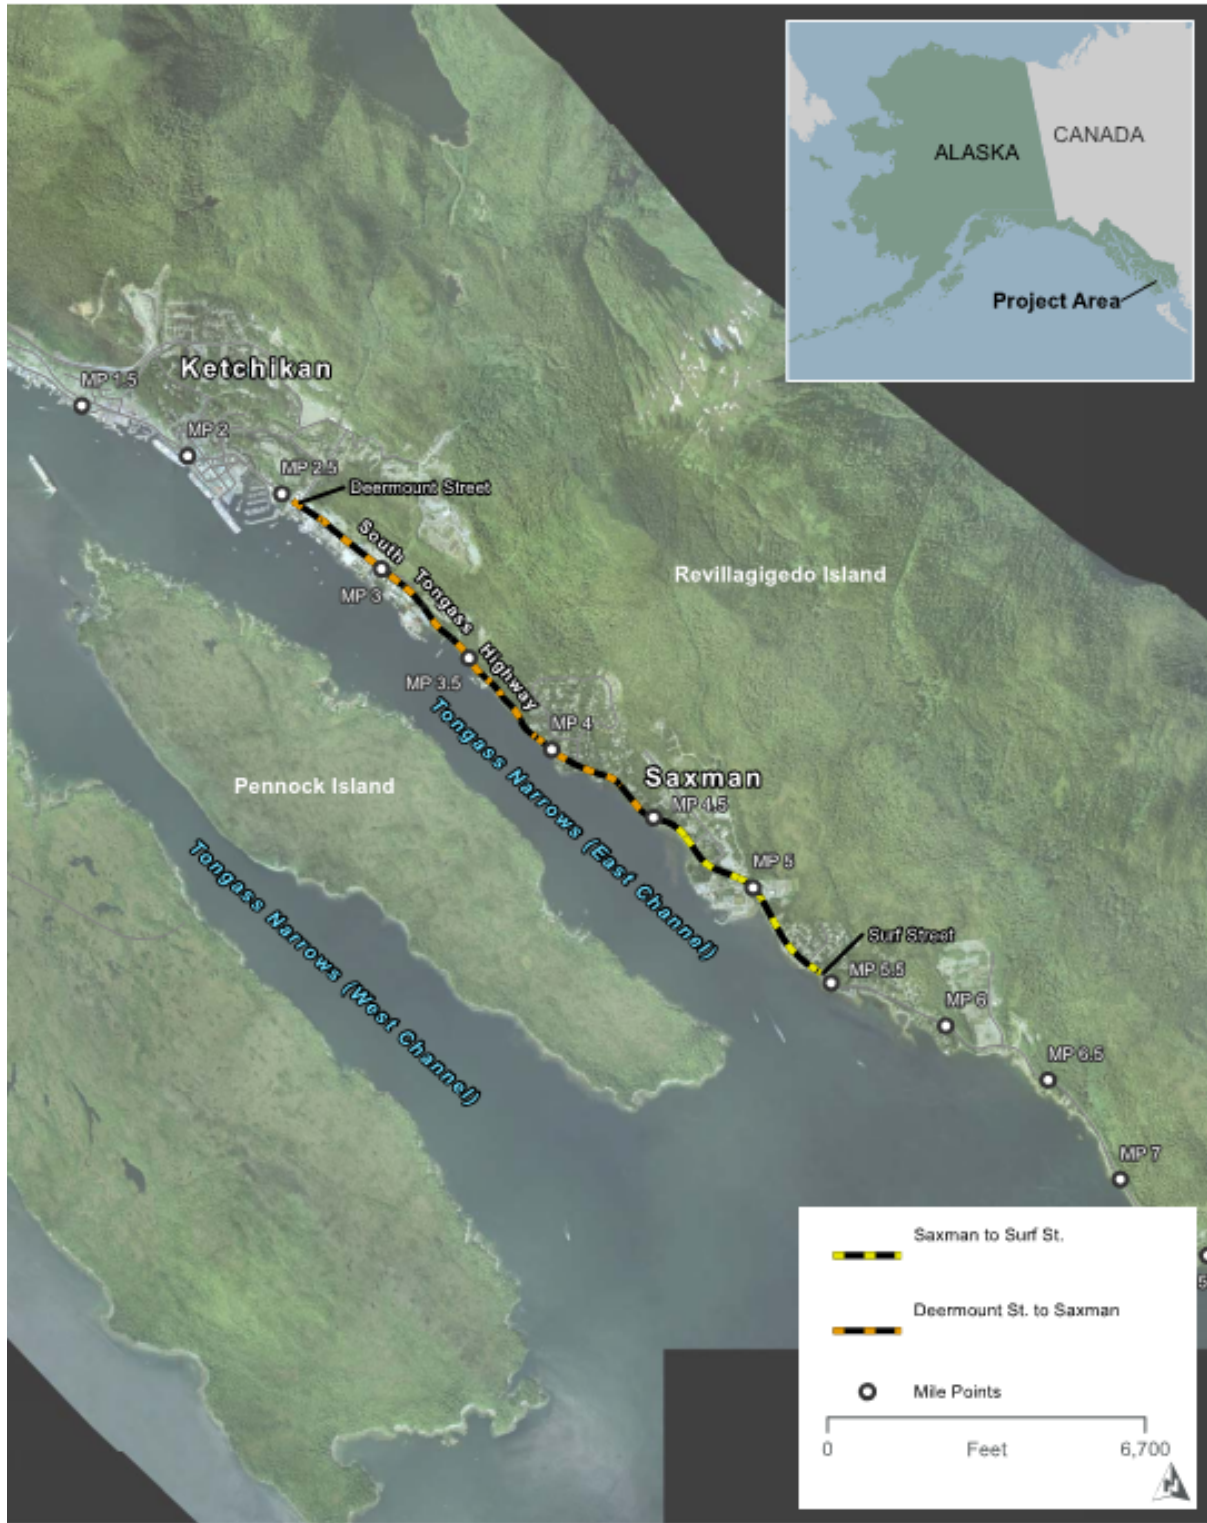 ALASKA
CANADA
Project Area
Ketchikan
MP 1.5
MP 2
MP 2.5
Deermount Street
South Tongass Highway
MP 3
Revillagigedo Island
MP 3.5
MP 4
Tongass Narrows (East Channel)
Pennock Island
Saxman
MP 4.5
MP 5
Tongass Narrows (West Channel)
Surf Street
MP 5.5
MP 6
MP 6.5
MP 7
5
Saxman to Surf St.
Deermount St. to Saxman
Mile Points
0 Feet 6,700
N